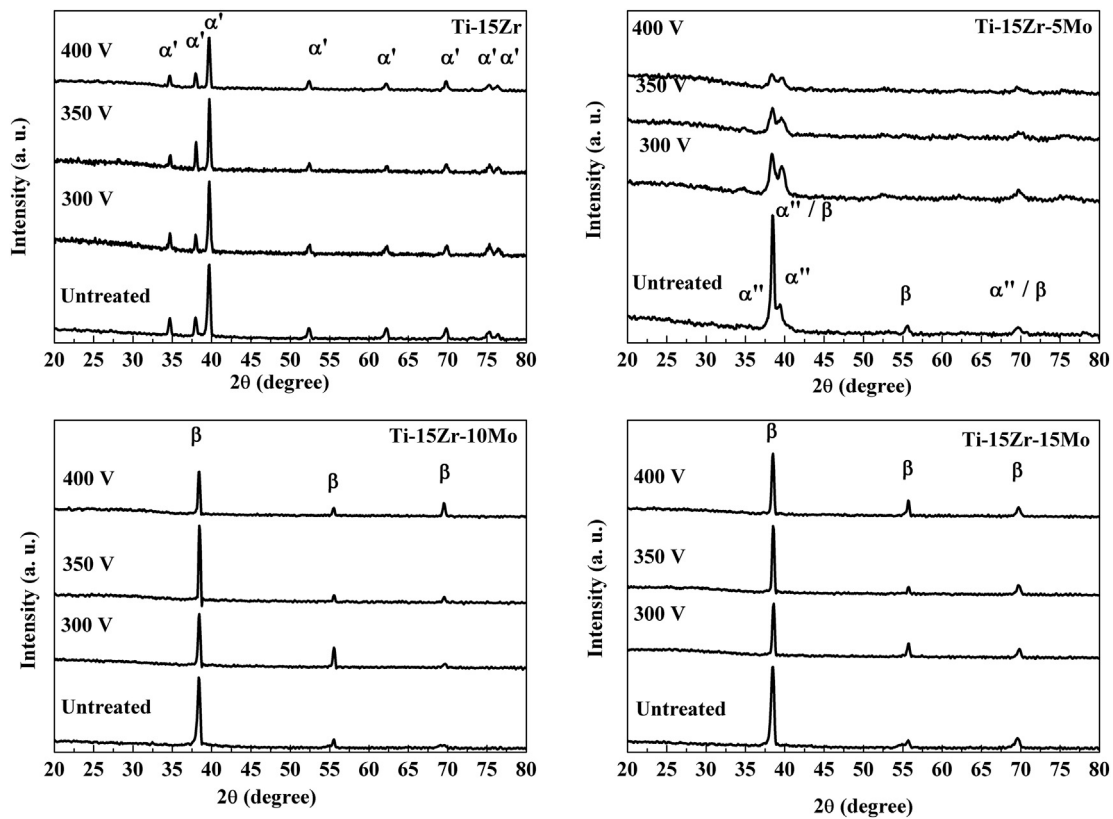 Ti-15Zr
400 V
α' α' α' α' α' α' α' α'
350 V
300 V
Untreated
Intensity (a. u.)
20 25 30 35 40 45 50 55 60 65 70 75 80
2θ (degree)
Ti-15Zr-5Mo
400 V
350 V
300 V
α'' / β
Untreated
α'' α'' β α'' / β
Intensity (a. u.)
20 25 30 35 40 45 50 55 60 65 70 75 80
2θ (degree)
Ti-15Zr-10Mo
β β β
400 V
350 V
300 V
Untreated
Intensity (a. u.)
20 25 30 35 40 45 50 55 60 65 70 75 80
2θ (degree)
Ti-15Zr-15Mo
β β β
400 V
350 V
300 V
Untreated
Intensity (a. u.)
20 25 30 35 40 45 50 55 60 65 70 75 80
2θ (degree)